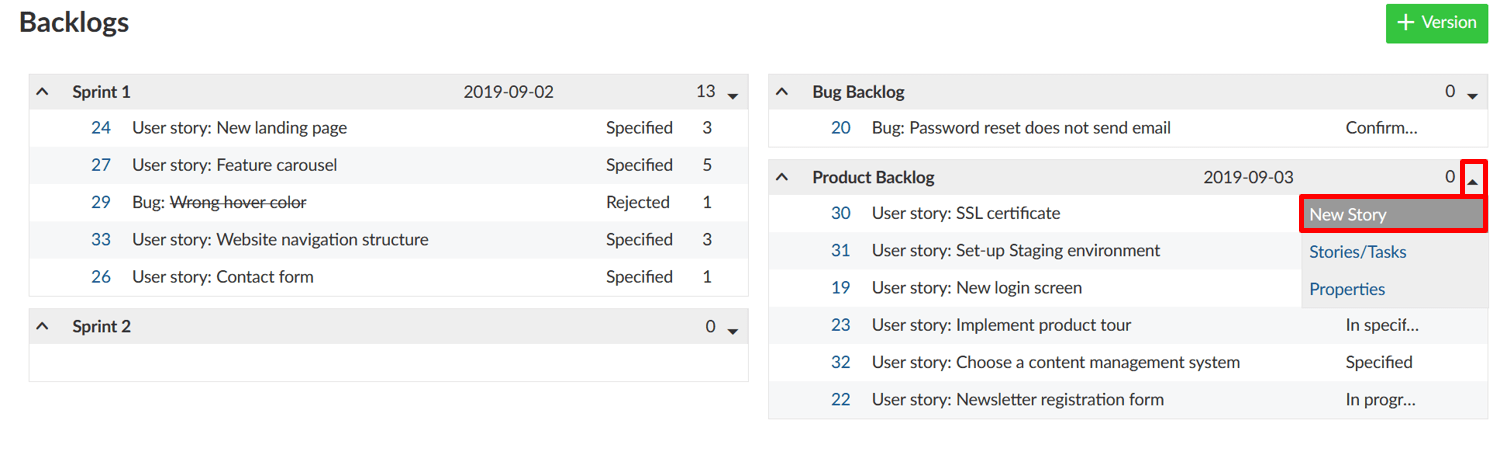 Backlogs
+ Version
Sprint 1 2019-09-02 13
24 User story: New landing page Specified 3
27 User story: Feature carousel Specified 5
29 Bug: Wrong hover color Rejected 1
33 User story: Website navigation structure Specified 3
26 User story: Contact form Specified 1
Sprint 2 0
Bug Backlog 0
20 Bug: Password reset does not send email Confirm...
Product Backlog 2019-09-03 0
30 User story: SSL certificate
31 User story: Set-up Staging environment
19 User story: New login screen
23 User story: Implement product tour In specif...
32 User story: Choose a content management system Specified
22 User story: Newsletter registration form In progr...
New Story
Stories/Tasks
Properties